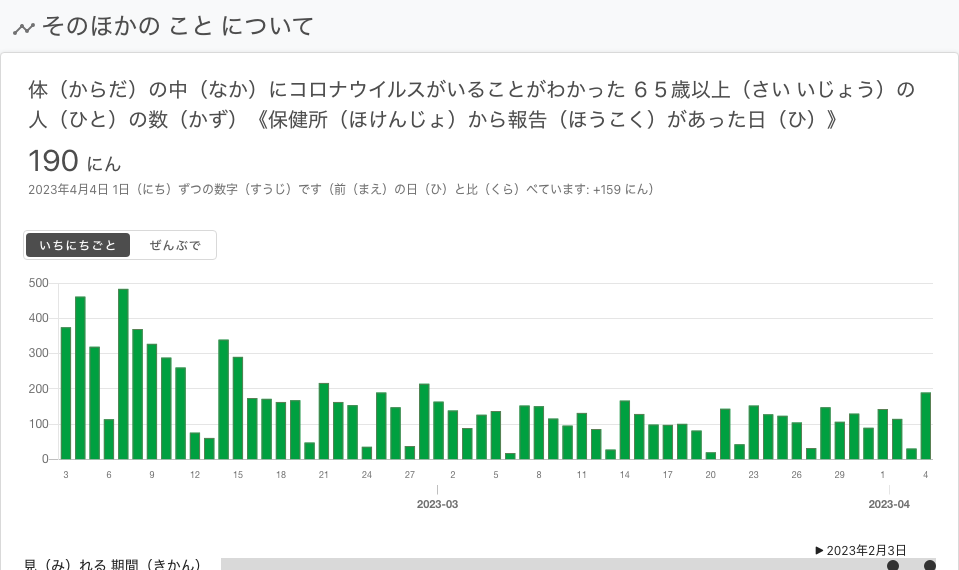 そのほかの こと について
体（からだ）の中（なか）にコロナウイルスがいることがわかった ６５歳以上（さい いじょう）の
人（ひと）の数（かず）《保健所（ほけんじょ）から報告（ほうこく）があった日（ひ）》
190 にん
2023年4月4日 1日（にち）ずつの数字（すうじ）です（前（まえ）の日（ひ）と比（くら）べています: +159 にん）
いちにちごと ぜんぶで
500
400
300
200
100
0
3 6 9 12 15 18 21 24 27 2 5 8 11 14 17 20 23 26 29 1 4
2023-03 2023-04
▶ 2023年2月3日
見（み）れる 期間（きかん）